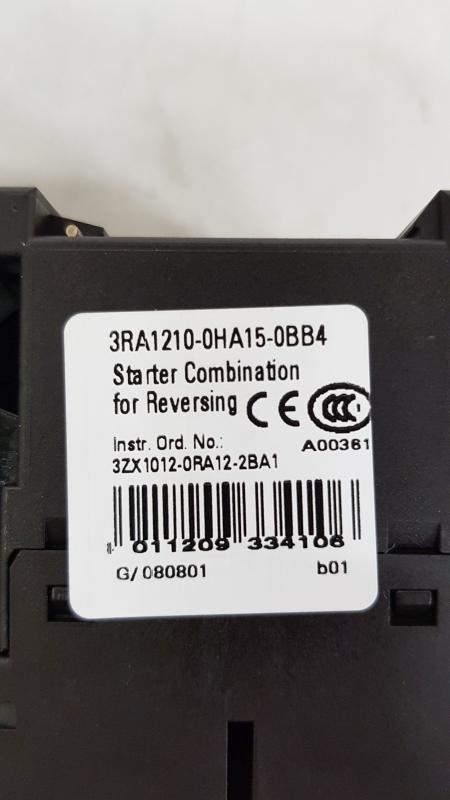 3RA1210-0HA15-0BB4
Starter Combination
for Reversing CE CCC
Instr. Ord. No.: A00361
3ZX1012-0RA12-2BA1
011209 334106
G/080801 b01